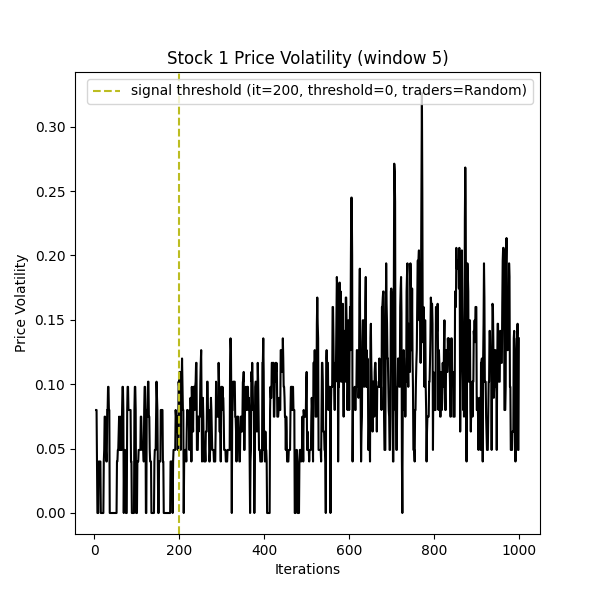 Stock 1 Price Volatility (window 5)
signal threshold (it=200, threshold=0, traders=Random)
0.30
0.25
0.20
0.15
0.10
0.05
0.00
Price Volatility
0 200 400 600 800 1000
Iterations